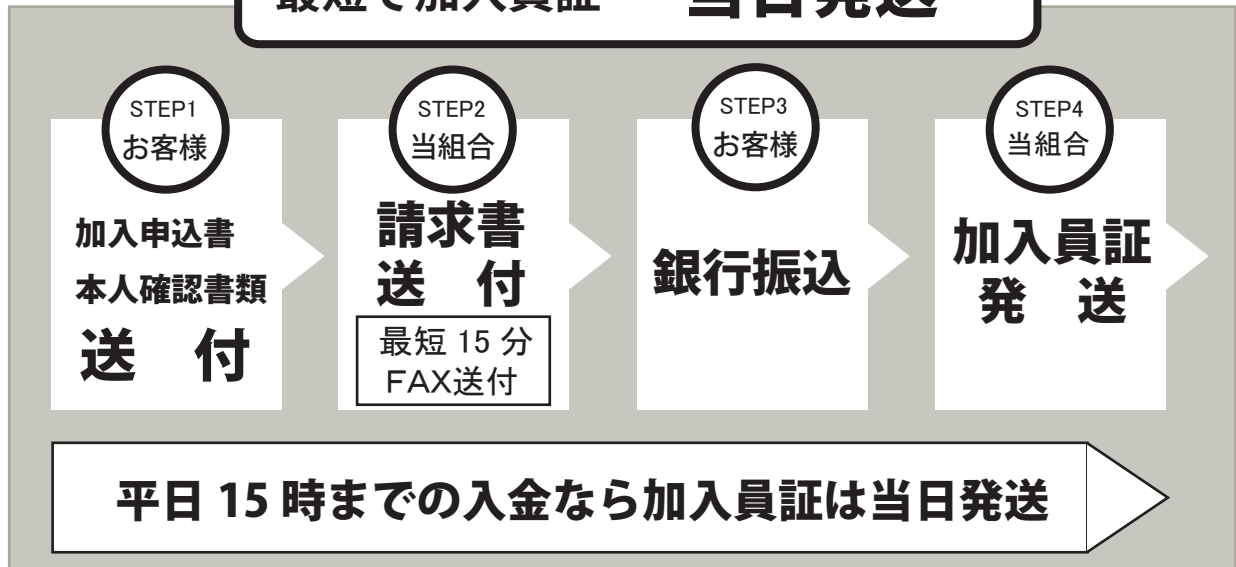 最短で加入員証 当日発送
STEP1
お客様
加入申込書
本人確認書類
送 付
STEP2
当組合
請求書
送 付
最短 15 分
FAX送付
STEP3
お客様
銀行振込
STEP4
当組合
加入員証
発 送
平日 15 時までの入金なら加入員証は当日発送